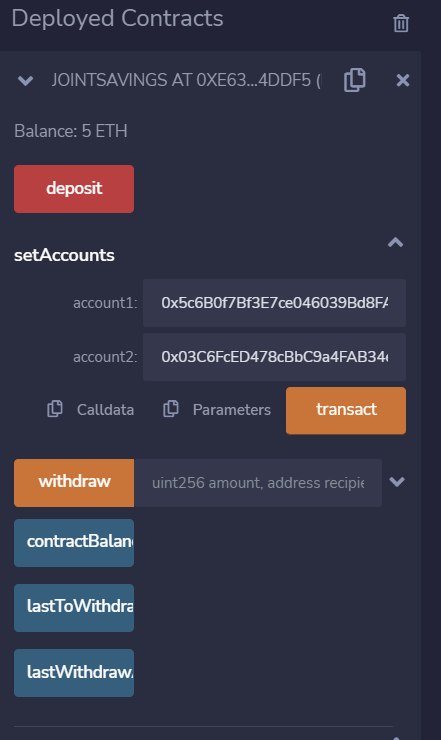 Deployed Contracts
JOINTSAVINGS AT 0XE63...4DDF5 (
Balance: 5 ETH
deposit
setAccounts
account1: 0x5c6B0f7Bf3E7ce046039Bd8FA
account2: 0x03C6FcED478cBbC9a4FAB34
Calldata Parameters transact
withdraw uint256 amount, address recipie
contractBalan
lastToWithdra
lastWithdraw